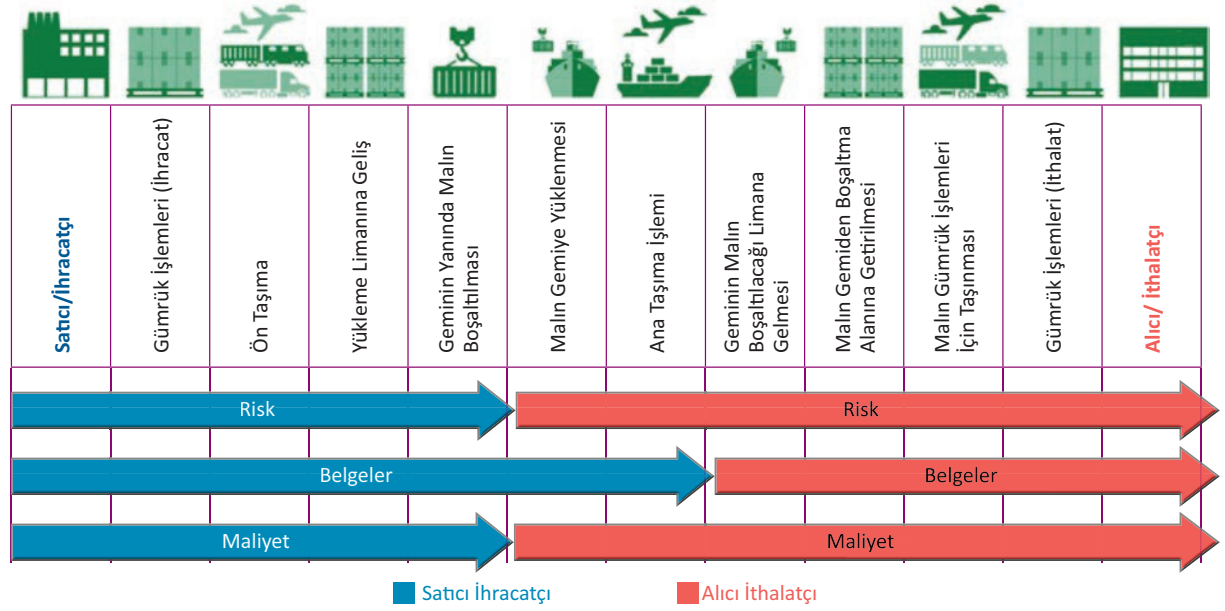 Satıcı/İhracatçı
Gümrük İşlemleri (İhracat)
Ön Taşıma
Yükleme Limanına Geliş
Geminin Yanında Malın
Boşaltılması
Malın Gemiye Yüklenmesi
Ana Taşıma İşlemi
Geminin Malın
Boşaltılacağı Limana
Gelmesi
Malın Gemiden Boşaltma
Alanına Getirilmesi
Malın Gümrük İşlemleri
İçin Taşınması
Gümrük İşlemleri (İthalat)
Alıcı/ İthalatçı
Risk
Risk
Belgeler
Belgeler
Maliyet
Maliyet
Satıcı İhracatçı
Alıcı İthalatçı